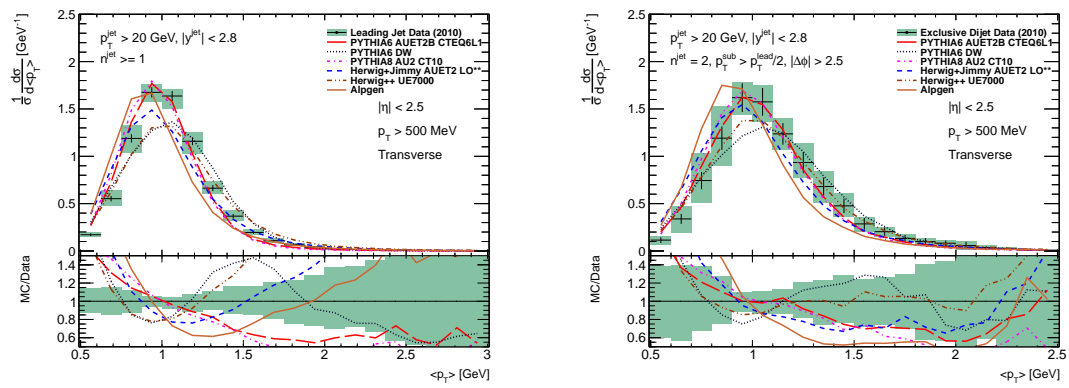 p_T^jet > 20 GeV, |y^jet| < 2.8
n^jet >= 1
Leading Jet Data (2010)
PYTHIA6 AUET2B CTEQ6L1
PYTHIA6 DW
PYTHIA8 AU2 CT10
Herwig+Jimmy AUET2 LO**
Herwig++ UE7000
Alpgen
|η| < 2.5
p_T > 500 MeV
Transverse
1/σ dσ/d<p_T> [GeV⁻¹]
2.5
2
1.5
1
0.5
0
MC/Data
1.4
1.2
1
0.8
0.6
0.5 1 1.5 2 2.5 3
<p_T> [GeV]
p_T^jet > 20 GeV, |y^jet| < 2.8
n^jet = 2, p_T^sub > p_T^lead/2, |Δϕ| > 2.5
Exclusive Dijet Data (2010)
PYTHIA6 AUET2B CTEQ6L1
PYTHIA6 DW
PYTHIA8 AU2 CT10
Herwig+Jimmy AUET2 LO**
Herwig++ UE7000
Alpgen
|η| < 2.5
p_T > 500 MeV
Transverse
1/σ dσ/d<p_T> [GeV⁻¹]
2.5
2
1.5
1
0.5
0
MC/Data
1.4
1.2
1
0.8
0.6
0.5 1 1.5 2 2.5
<p_T> [GeV]